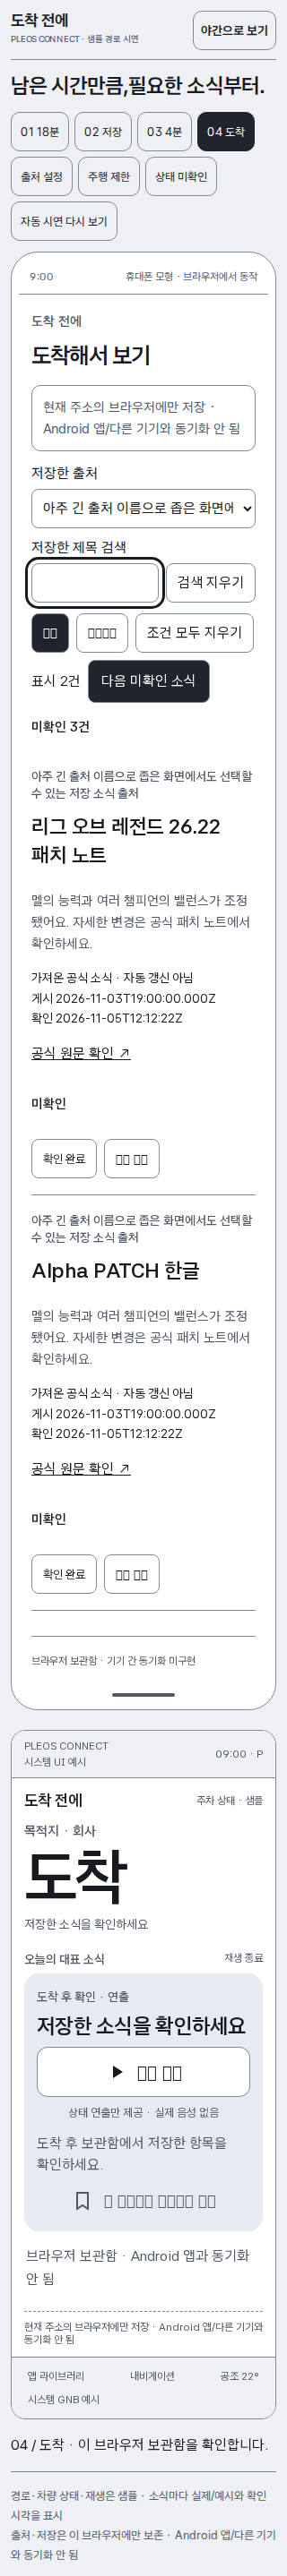 도착 전에
PLEOS CONNECT · 샘플 경로 시연
야간으로 보기
남은 시간만큼,필요한 소식부터.
01 18분
02 저장
03 4분
04 도착
출처 설정
주행 제한
상태 미확인
자동 시연 다시 보기
9:00
휴대폰 모형 · 브라우저에서 동작
도착 전에
도착해서 보기
현재 주소의 브라우저에만 저장 ·
Android 앱/다른 기기와 동기화 안 됨
저장한 출처
아주 긴 출처 이름으로 좁은 화면에
저장한 제목 검색
검색 지우기
조건 모두 지우기
표시 2건
다음 미확인 소식
미확인 3건
아주 긴 출처 이름으로 좁은 화면에서도 선택할
수 있는 저장 소식 출처
리그 오브 레전드 26.22
패치 노트
멜의 능력과 여러 챔피언의 밸런스가 조정
됐어요. 자세한 변경은 공식 패치 노트에서
확인하세요.
가져온 공식 소식 · 자동 갱신 아님
게시 2026-11-03T19:00:00.000Z
확인 2026-11-05T12:12:22Z
공식 원문 확인 ↗
미확인
확인 완료
아주 긴 출처 이름으로 좁은 화면에서도 선택할
수 있는 저장 소식 출처
Alpha PATCH 한글
멜의 능력과 여러 챔피언의 밸런스가 조정
됐어요. 자세한 변경은 공식 패치 노트에서
확인하세요.
가져온 공식 소식 · 자동 갱신 아님
게시 2026-11-03T19:00:00.000Z
확인 2026-11-05T12:12:22Z
공식 원문 확인 ↗
미확인
확인 완료
브라우저 보관함 · 기기 간 동기화 미구현
PLEOS CONNECT
시스템 UI 예시
09:00 · P
도착 전에
주차 상태 · 샘플
목적지 · 회사
도착
저장한 소식을 확인하세요
오늘의 대표 소식
재생 종료
도착 후 확인 · 연출
저장한 소식을 확인하세요
상태 연출만 제공 · 실제 음성 없음
도착 후 보관함에서 저장한 항목을
확인하세요.
브라우저 보관함 · Android 앱과 동기화
안 됨
현재 주소의 브라우저에만 저장 · Android 앱/다른 기기와
동기화 안 됨
앱 라이브러리
내비게이션
공조 22°
시스템 GNB 예시
04 / 도착 · 이 브라우저 보관함을 확인합니다.
경로·차량 상태·재생은 샘플 · 소식마다 실제/예시와 확인
시각을 표시
출처·저장은 이 브라우저에만 보존 · Android 앱/다른 기기
와 동기화 안 됨